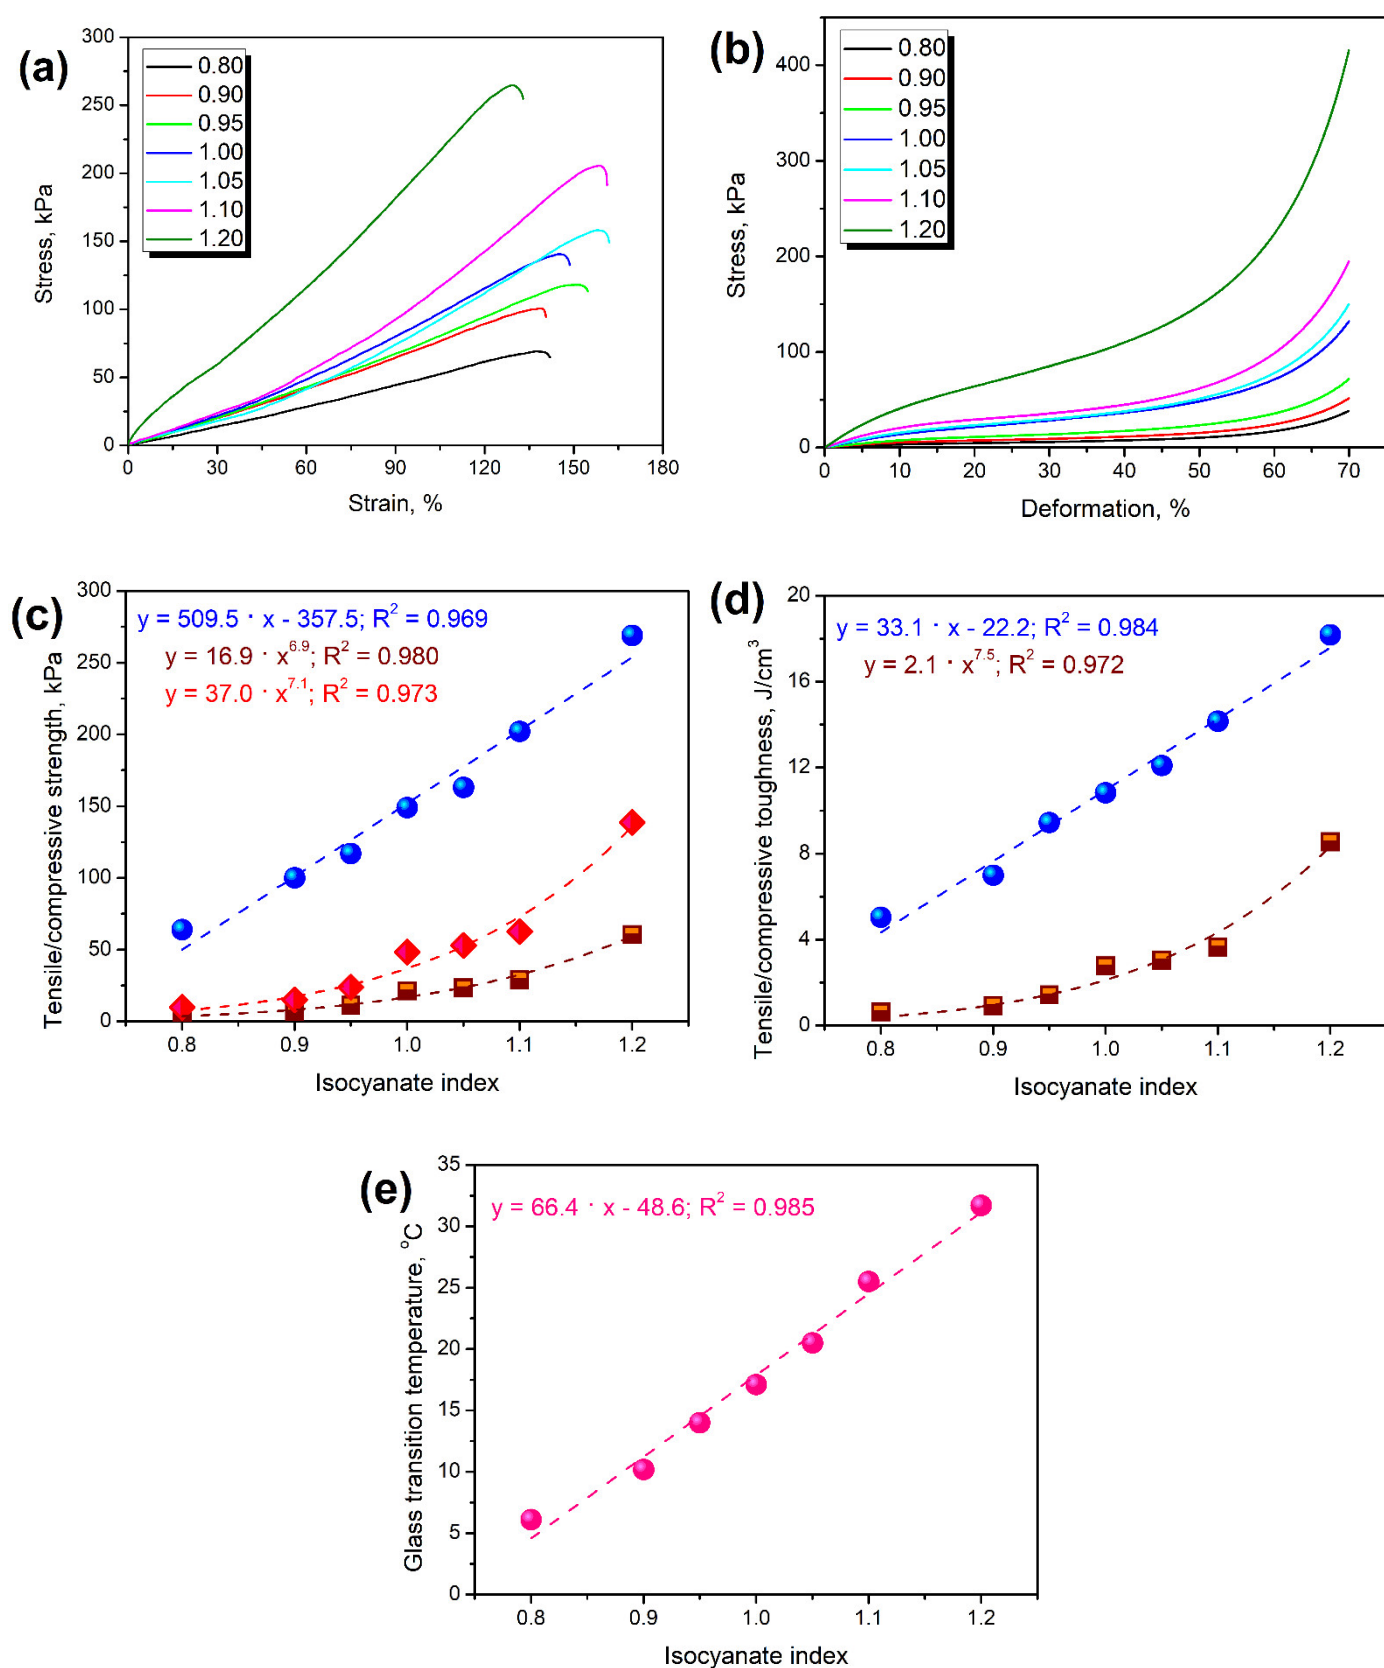 (a)
300
250
200
150
100
50
0
Stress, kPa
0.80
0.90
0.95
1.00
1.05
1.10
1.20
0 30 60 90 120 150 180
Strain, %
(b)
400
300
200
100
0
Stress, kPa
0.80
0.90
0.95
1.00
1.05
1.10
1.20
0 10 20 30 40 50 60 70
Deformation, %
(c)
300
250
200
150
100
50
0
Tensile/compressive strength, kPa
y = 509.5 · x - 357.5; R² = 0.969
y = 16.9 · x^6.9; R² = 0.980
y = 37.0 · x^7.1; R² = 0.973
0.8 0.9 1.0 1.1 1.2
Isocyanate index
(d)
20
16
12
8
4
0
Tensile/compressive toughness, J/cm³
y = 33.1 · x - 22.2; R² = 0.984
y = 2.1 · x^7.5; R² = 0.972
0.8 0.9 1.0 1.1 1.2
Isocyanate index
(e)
35
30
25
20
15
10
5
0
Glass transition temperature, °C
y = 66.4 · x - 48.6; R² = 0.985
0.8 0.9 1.0 1.1 1.2
Isocyanate index